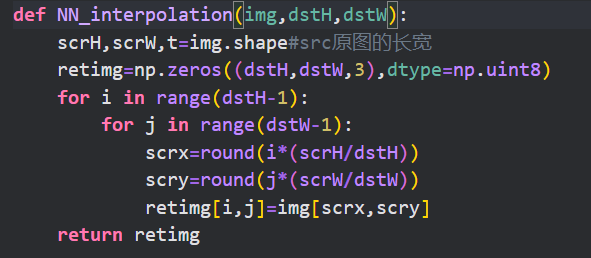 def NN_interpolation(img,dstH,dstW):
    scrH,scrW,t=img.shape#src原图的长宽
    retimg=np.zeros((dstH,dstW,3),dtype=np.uint8)
    for i in range(dstH-1):
        for j in range(dstW-1):
            scrx=round(i*(scrH/dstH))
            scry=round(j*(scrW/dstW))
            retimg[i,j]=img[scrx,scry]
    return retimg